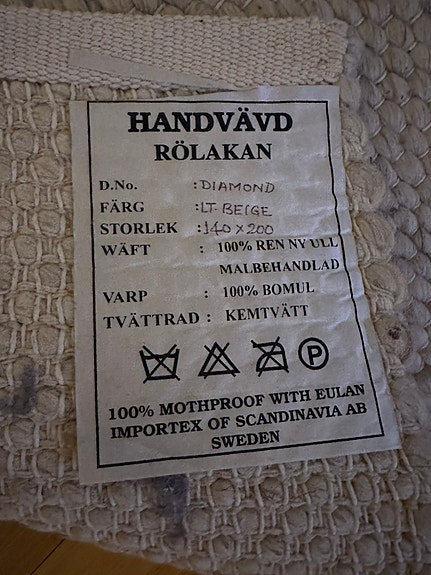 HANDVÄVD
RÖLAKAN
D.No. : DIAMOND
FÄRG : LT. BEIGE
STORLEK : 140 x 200
WÄFT : 100% REN NY ULL
MALBEHANDLAD
VARP : 100% BOMUL
TVÄTTRAD : KEMTVÄTT
P
100% MOTHPROOF WITH EULAN
IMPORTEX OF SCANDINAVIA AB
SWEDEN